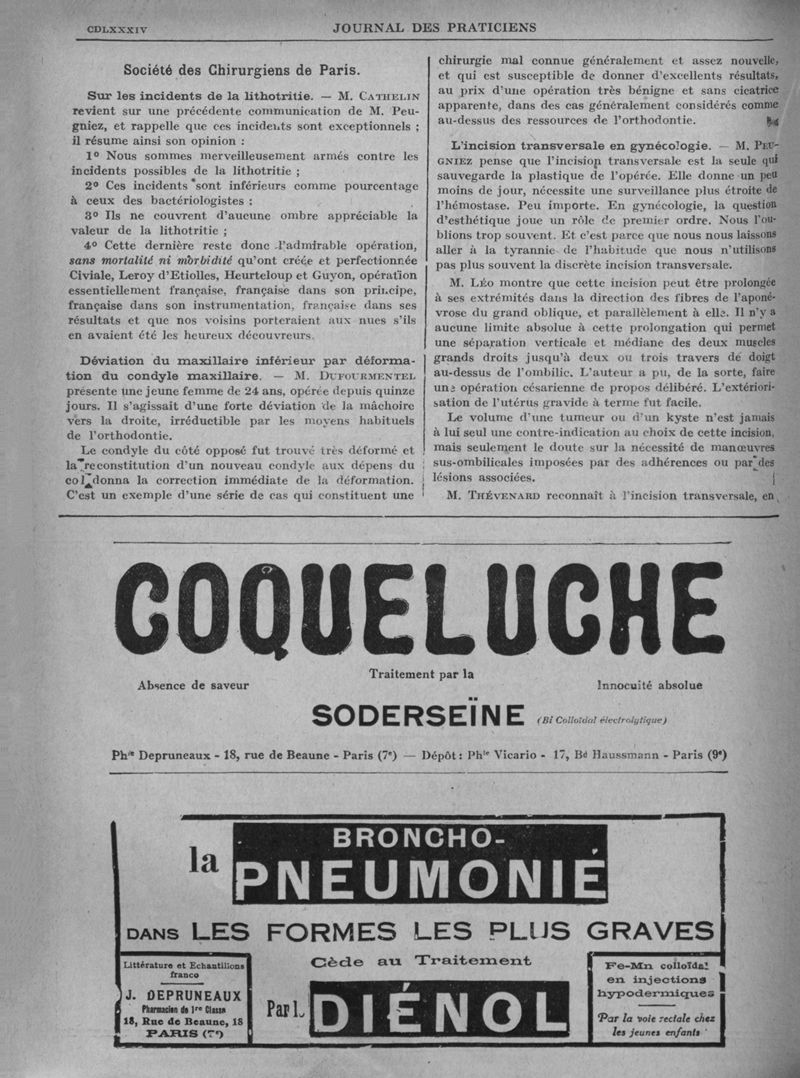 CDLXXXIV
JOURNAL DES PRATICIENS
Société des Chirurgiens de Paris.
Sur les incidents de la lithotritie. — M. CATHELIN
revient sur une précédente communication de M. Peu-
gniez, et rappelle que ces incidents sont exceptionnels ;
il résume ainsi son opinion :
1° Nous sommes merveilleusement armés contre les
incidents possibles de la lithotritie ;
2° Ces incidents sont inférieurs comme pourcentage
à ceux des bactériologistes ;
3° Ils ne couvrent d'aucune ombre appréciable la
valeur de la lithotritie ;
4° Cette dernière reste donc l'admirable opération,
sans mortalité ni morbidité qu'ont créée et perfectionnée
Civiale, Leroy d'Etiolles, Heurteloup et Guyon, opération
essentiellement française, française dans son principe,
française dans son instrumentation, française dans ses
résultats et que nos voisins porteraient aux nues s'ils
en avaient été les heureux découvreurs.
Déviation du maxillaire inférieur par déforma-
tion du condyle maxillaire. — M. DUFOURMENTEL
présente une jeune femme de 24 ans, opérée depuis quinze
jours. Il s'agissait d'une forte déviation de la mâchoire
vers la droite, irréductible par les moyens habituels
de l'orthodontie.
Le condyle du côté opposé fut trouvé très déformé et
la reconstitution d'un nouveau condyle aux dépens du
col donna la correction immédiate de la déformation.
C'est un exemple d'une série de cas qui constituent une
chirurgie mal connue généralement et assez nouvelle,
et qui est susceptible de donner d'excellents résultats,
au prix d'une opération très bénigne et sans cicatrice
apparente, dans des cas généralement considérés comme
au-dessus des ressources de l'orthodontie.
L'incision transversale en gynécologie. — M. PEU-
GNIEZ pense que l'incision transversale est la seule qui
sauvegarde la plastique de l'opérée. Elle donne un peu
moins de jour, nécessite une surveillance plus étroite de
l'hémostase. Peu importe. En gynécologie, la question
d'esthétique joue un rôle de premier ordre. Nous l'ou-
blions trop souvent. Et c'est parce que nous nous laissons
aller à la tyrannie de l'habitude que nous n'utilisons
pas plus souvent la discrète incision transversale.
M. LÉO montre que cette incision peut être prolongée
à ses extrémités dans la direction des fibres de l'aponé-
vrose du grand oblique, et parallèlement à elle. Il n'y a
aucune limite absolue à cette prolongation qui permet
une séparation verticale et médiane des deux muscles
grands droits jusqu'à deux ou trois travers de doigt
au-dessus de l'ombilic. L'auteur a pu, de la sorte, faire
une opération césarienne de propos délibéré. L'extériori-
sation de l'utérus gravide à terme fut facile.
Le volume d'une tumeur ou d'un kyste n'est jamais
à lui seul une contre-indication au choix de cette incision,
mais seulement le doute sur la nécessité de manœuvres
sus-ombilicales imposées par des adhérences ou par des
lésions associées.
M. THÉVENARD reconnaît à l'incision transversale, en
COQUELUCHE
Traitement par la
Absence de saveur
Innocuité absolue
SODERSEÏNE (Bi Colloïdal électrolytique)
Phie Depruneaux - 18, rue de Beaune - Paris (7e) — Dépôt : Phie Vicario - 17, Bd Haussmann - Paris (9e)
la BRONCHO-
PNEUMONIE
DANS LES FORMES LES PLUS GRAVES
Cède au Traitement
Par L.
DIÉNOL
Littérature et Echantillons
franco
J. DEPRUNEAUX
Pharmacien de 1re Classe
18, Rue de Beaune, 18
PARIS (7e)
Fe-Mn colloïdal
en injections
hypodermiques
Par la voie rectale chez
les jeunes enfants